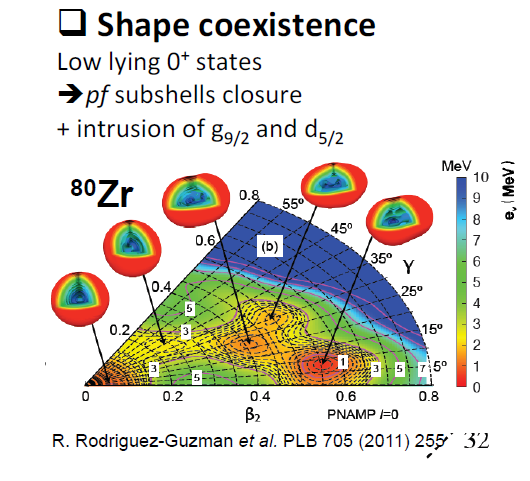 ❑ Shape coexistence
Low lying 0⁺ states
➔pf subshells closure
+ intrusion of g9/2 and d5/2
⁸⁰Zr
MeV
e, ( MeV )
10
9
8
7
6
5
4
3
2
1
0
(b)
0.8
0.6
0.4
0.2
55º
45º
35º
γ
25º
15º
5º
5
3
3
5
1
3
5
7
0
0.2
0.4
0.6
0.8
β2
PNAMP I=0
R. Rodriguez-Guzman et al. PLB 705 (2011) 255
32